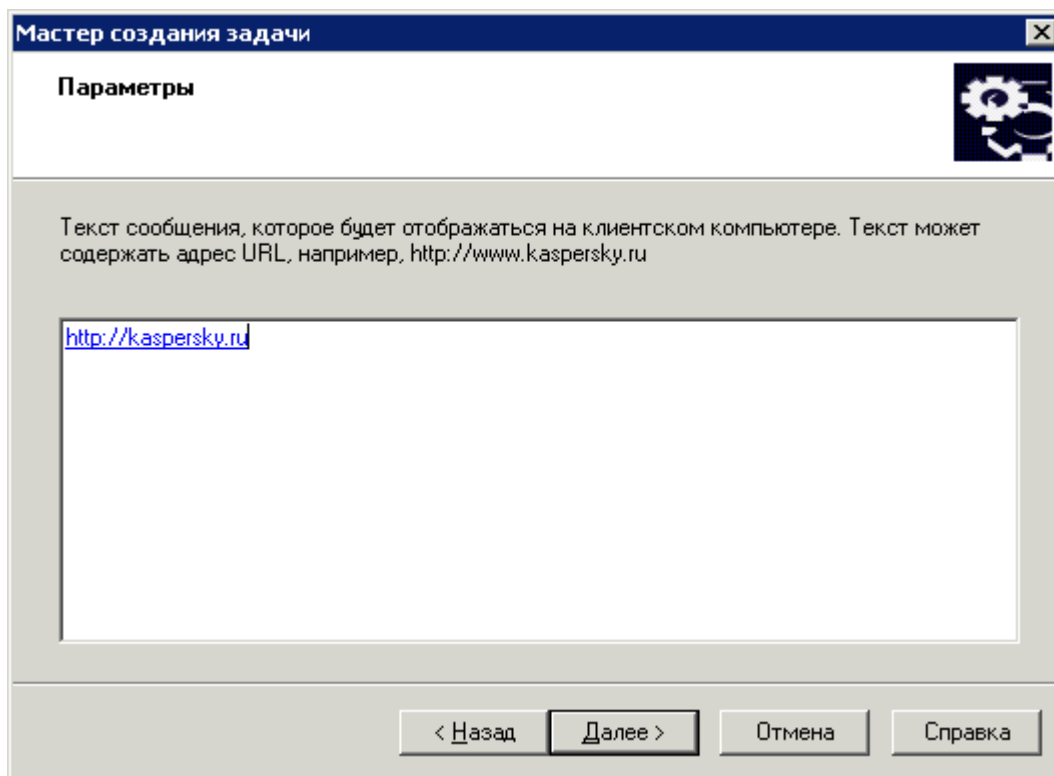 Мастер создания задачи
Параметры
Текст сообщения, которое будет отображаться на клиентском компьютере. Текст может
содержать адрес URL, например, http://www.kaspersky.ru
http://kaspersky.ru
< Назад
Далее >
Отмена
Справка